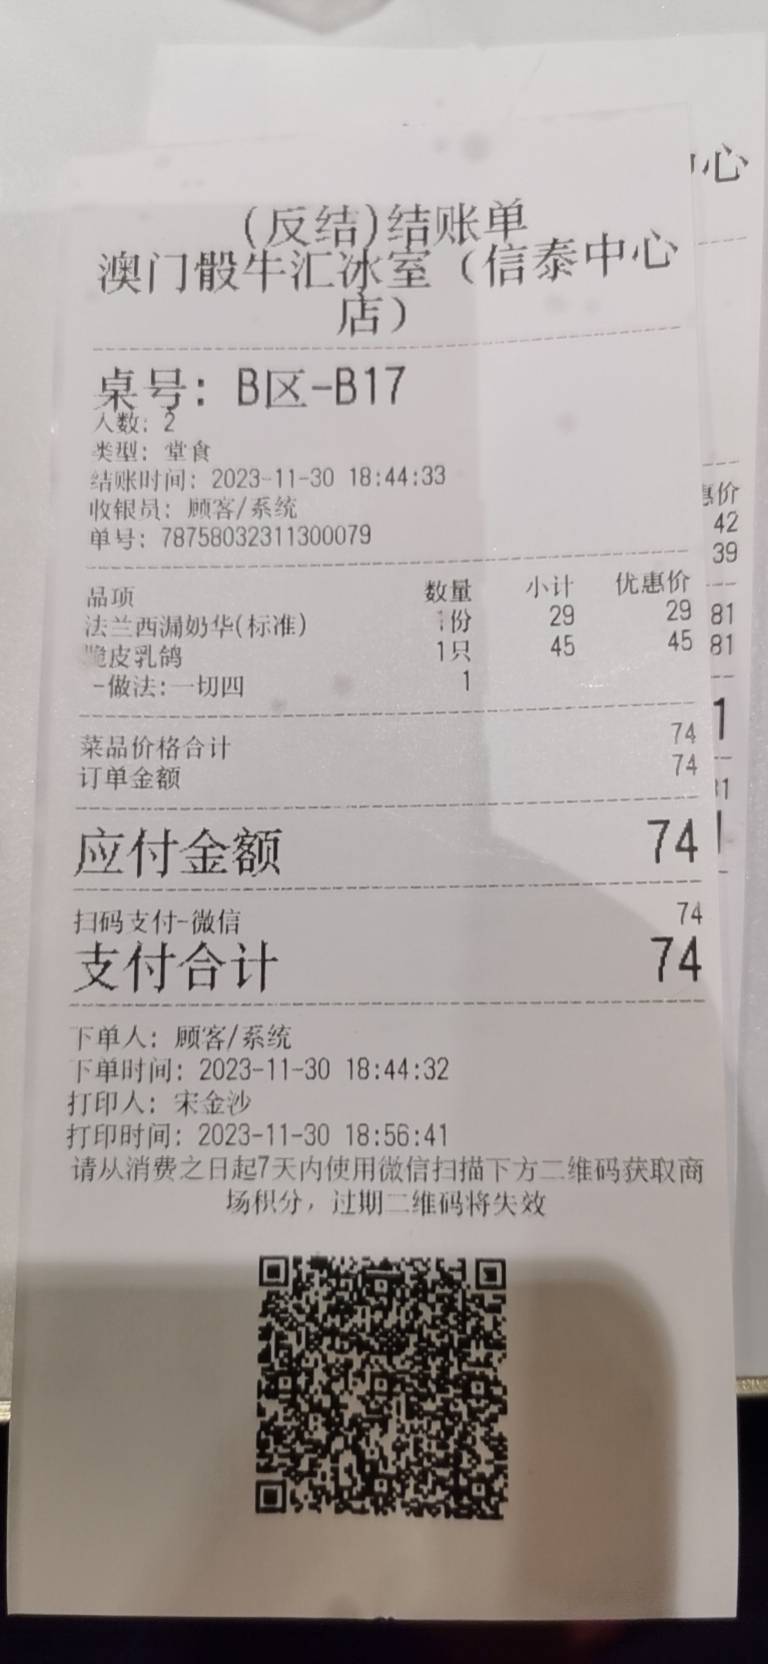 (反结)结账单
澳门骰牛汇冰室（信泰中心
店）
桌号: B区-B17
人数: 2
类型: 堂食
结账时间: 2023-11-30 18:44:33
收银员: 顾客/系统
单号: 78758032311300079
品项 数量 小计 优惠价
法兰西漏奶华(标准) 1份 29 29
脆皮乳鸽 1只 45 45
-做法:一切四 1
菜品价格合计 74
订单金额 74
应付金额 74
扫码支付-微信 74
支付合计 74
下单人: 顾客/系统
下单时间: 2023-11-30 18:44:32
打印人: 宋金沙
打印时间: 2023-11-30 18:56:41
请从消费之日起7天内使用微信扫描下方二维码获取商
场积分，过期二维码将失效
中心
惠价
42
39
81
81